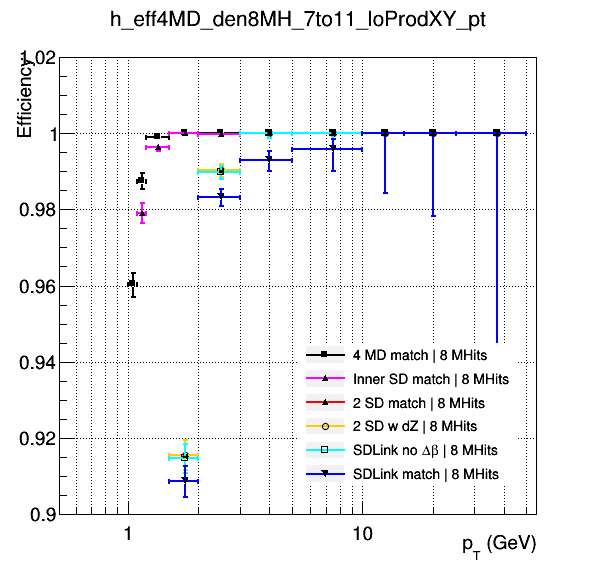 h_eff4MD_den8MH_7to11_loProdXY_pt
Efficiency
1.02
1
0.98
0.96
0.94
0.92
0.9
4 MD match | 8 MHits
Inner SD match | 8 MHits
2 SD match | 8 MHits
2 SD w dZ | 8 MHits
SDLink no Δβ | 8 MHits
SDLink match | 8 MHits
1
10
p_T (GeV)